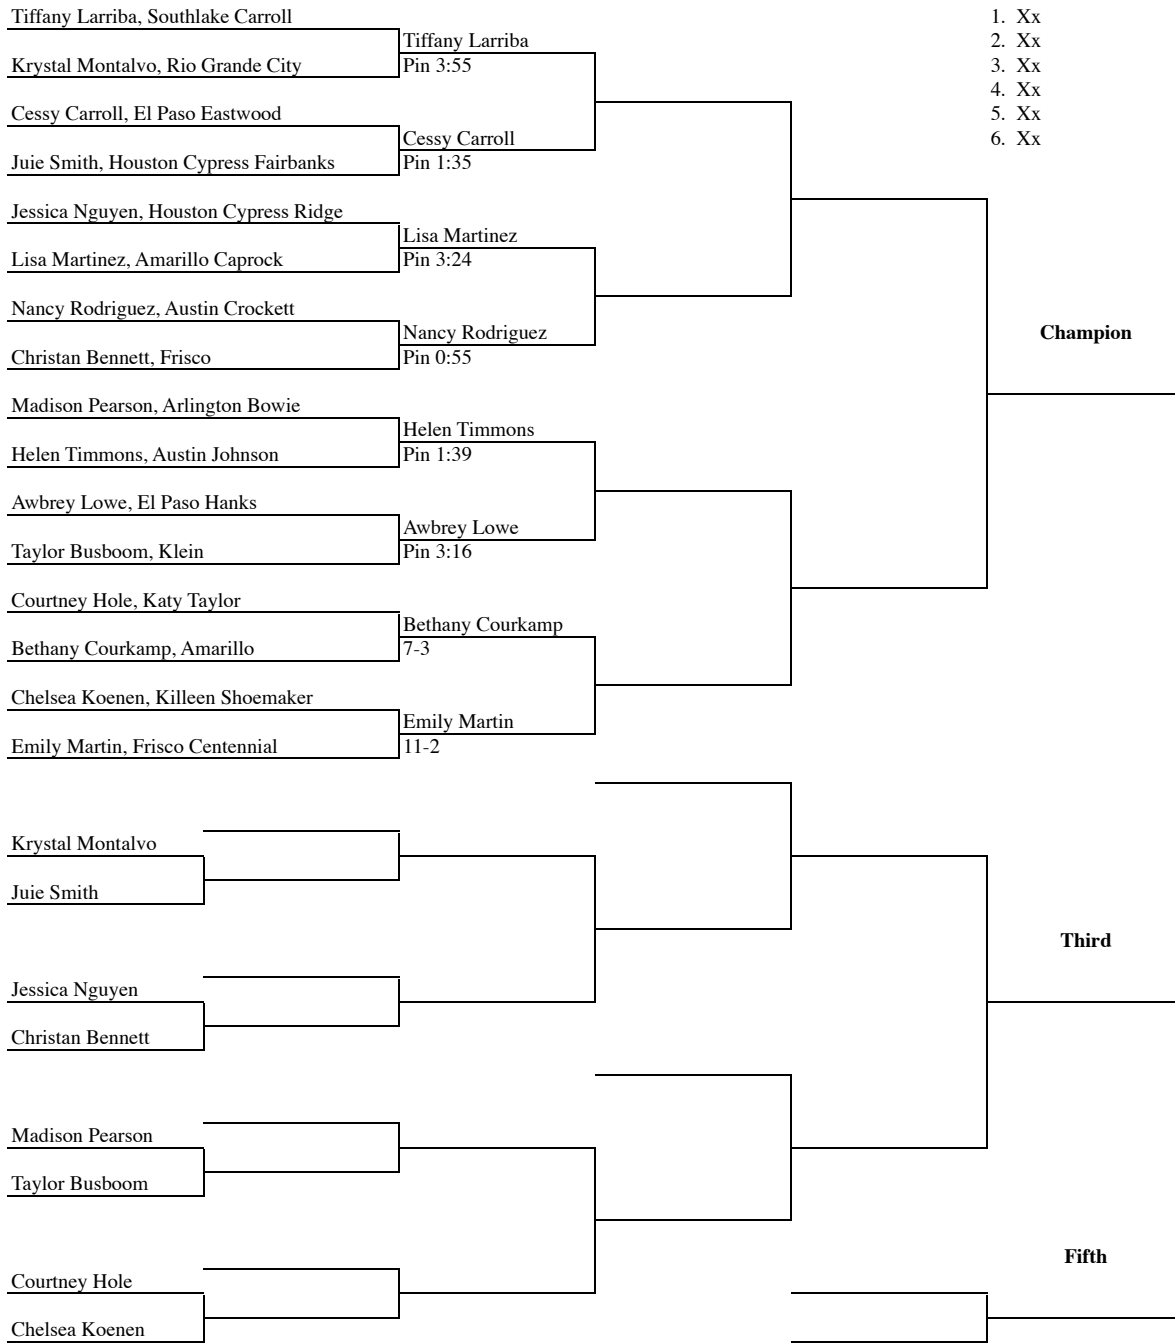 Tiffany Larriba, Southlake Carroll
Krystal Montalvo, Rio Grande City
Tiffany Larriba
Pin 3:55
Cessy Carroll, El Paso Eastwood
Juie Smith, Houston Cypress Fairbanks
Cessy Carroll
Pin 1:35
Jessica Nguyen, Houston Cypress Ridge
Lisa Martinez, Amarillo Caprock
Lisa Martinez
Pin 3:24
Nancy Rodriguez, Austin Crockett
Christan Bennett, Frisco
Nancy Rodriguez
Pin 0:55
Madison Pearson, Arlington Bowie
Helen Timmons, Austin Johnson
Helen Timmons
Pin 1:39
Awbrey Lowe, El Paso Hanks
Taylor Busboom, Klein
Awbrey Lowe
Pin 3:16
Courtney Hole, Katy Taylor
Bethany Courkamp, Amarillo
Bethany Courkamp
7-3
Chelsea Koenen, Killeen Shoemaker
Emily Martin, Frisco Centennial
Emily Martin
11-2
1. Xx
2. Xx
3. Xx
4. Xx
5. Xx
6. Xx
Champion
Krystal Montalvo
Juie Smith
Jessica Nguyen
Christan Bennett
Madison Pearson
Taylor Busboom
Courtney Hole
Chelsea Koenen
Third
Fifth